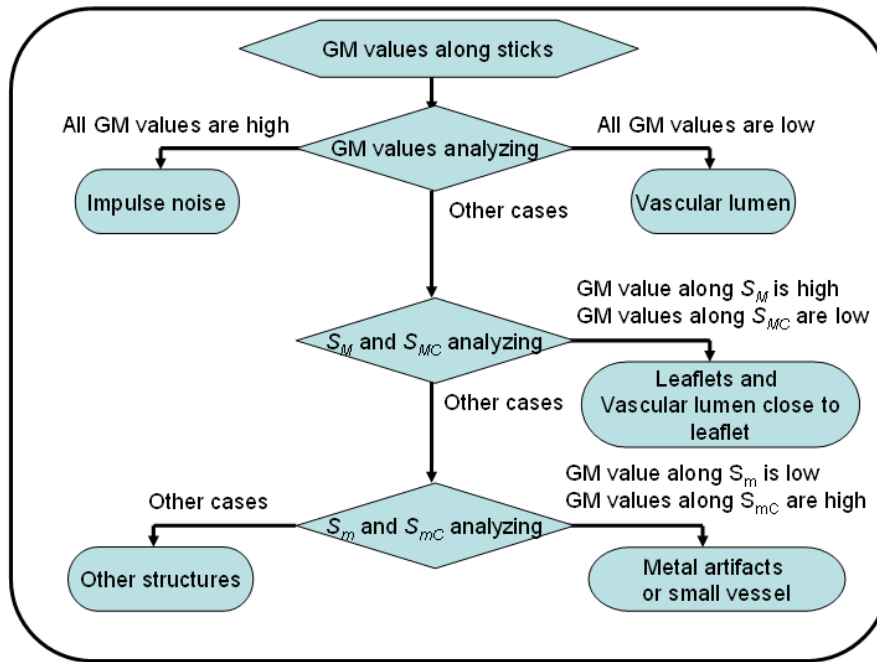 GM values along sticks
All GM values are high
All GM values are low
GM values analyzing
Impulse noise
Vascular lumen
Other cases
GM value along S_M is high
GM values along S_MC are low
S_M and S_MC analyzing
Leaflets and
Vascular lumen close to
leaflet
Other cases
GM value along S_m is low
GM values along S_mC are high
Other cases
S_m and S_mC analyzing
Other structures
Metal artifacts
or small vessel